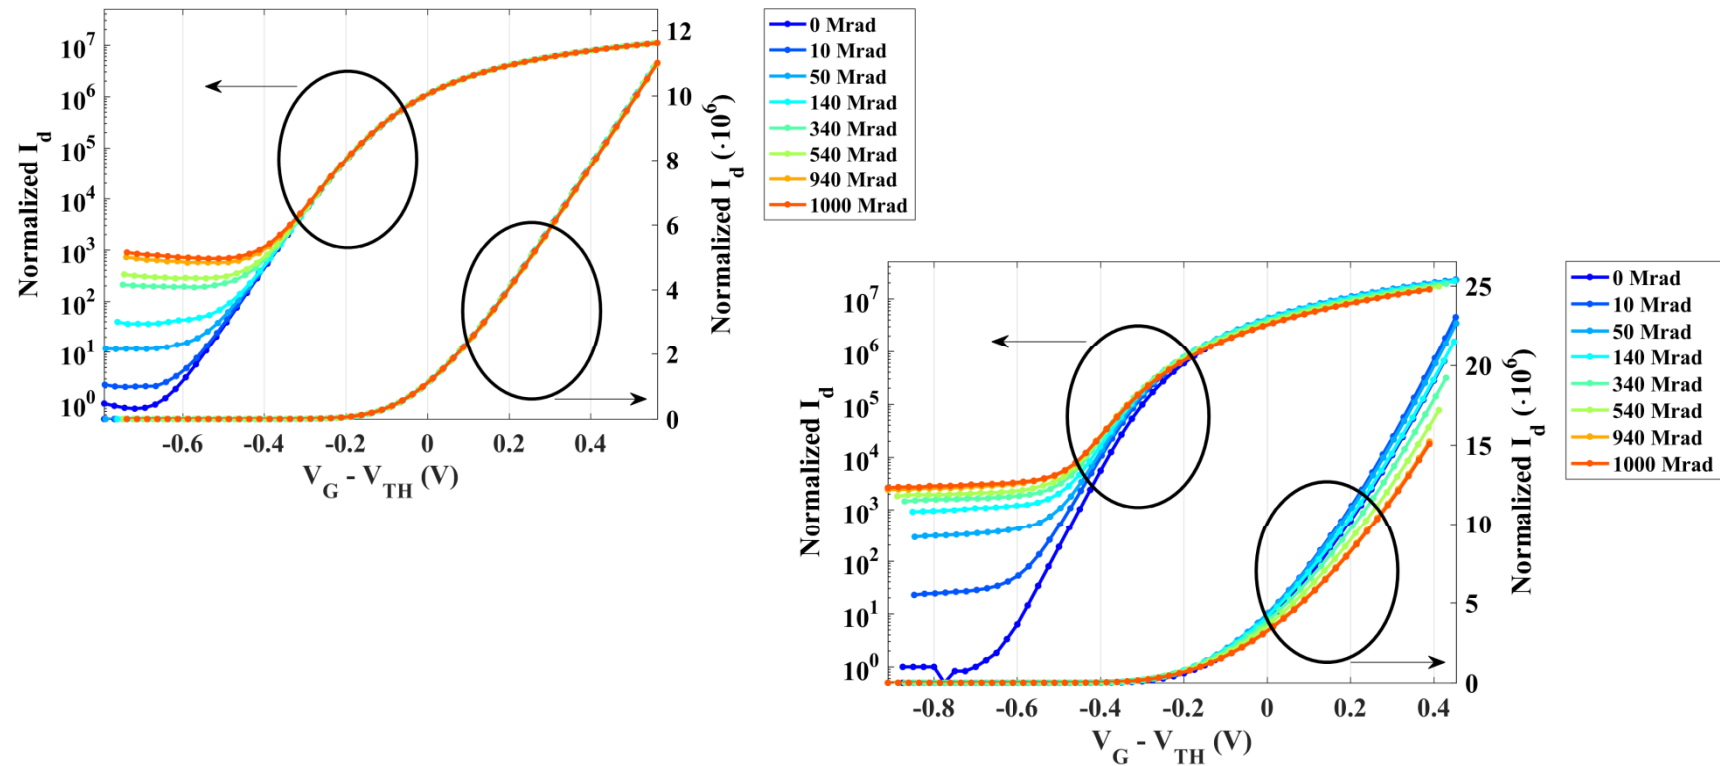 10^7
10^6
10^5
10^4
10^3
10^2
10^1
10^0
Normalized I_d
-0.6 -0.4 -0.2 0 0.2 0.4
V_G - V_TH (V)
12
10
8
6
4
2
0
Normalized I_d (·10^6)
0 Mrad
10 Mrad
50 Mrad
140 Mrad
340 Mrad
540 Mrad
940 Mrad
1000 Mrad
10^7
10^6
10^5
10^4
10^3
10^2
10^1
10^0
Normalized I_d
-0.8 -0.6 -0.4 -0.2 0 0.2 0.4
V_G - V_TH (V)
25
20
15
10
5
0
Normalized I_d (·10^6)
0 Mrad
10 Mrad
50 Mrad
140 Mrad
340 Mrad
540 Mrad
940 Mrad
1000 Mrad